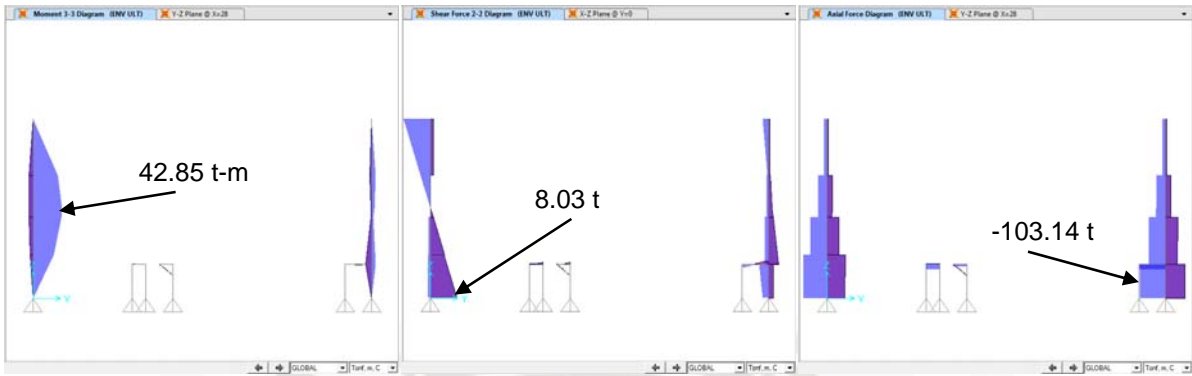 Moment 3-3 Diagram (ENV ULT) Y-Z Plane @ X=28
Shear Force 2-2 Diagram (ENV ULT) X-Z Plane @ Y=0
Axial Force Diagram (ENV ULT) Y-Z Plane @ X=28
42.85 t-m
8.03 t
-103.14 t
Z
Y
Z
Y
Z
Y
GLOBAL Tonf, m, C
GLOBAL Tonf, m, C
GLOBAL Tonf, m, C